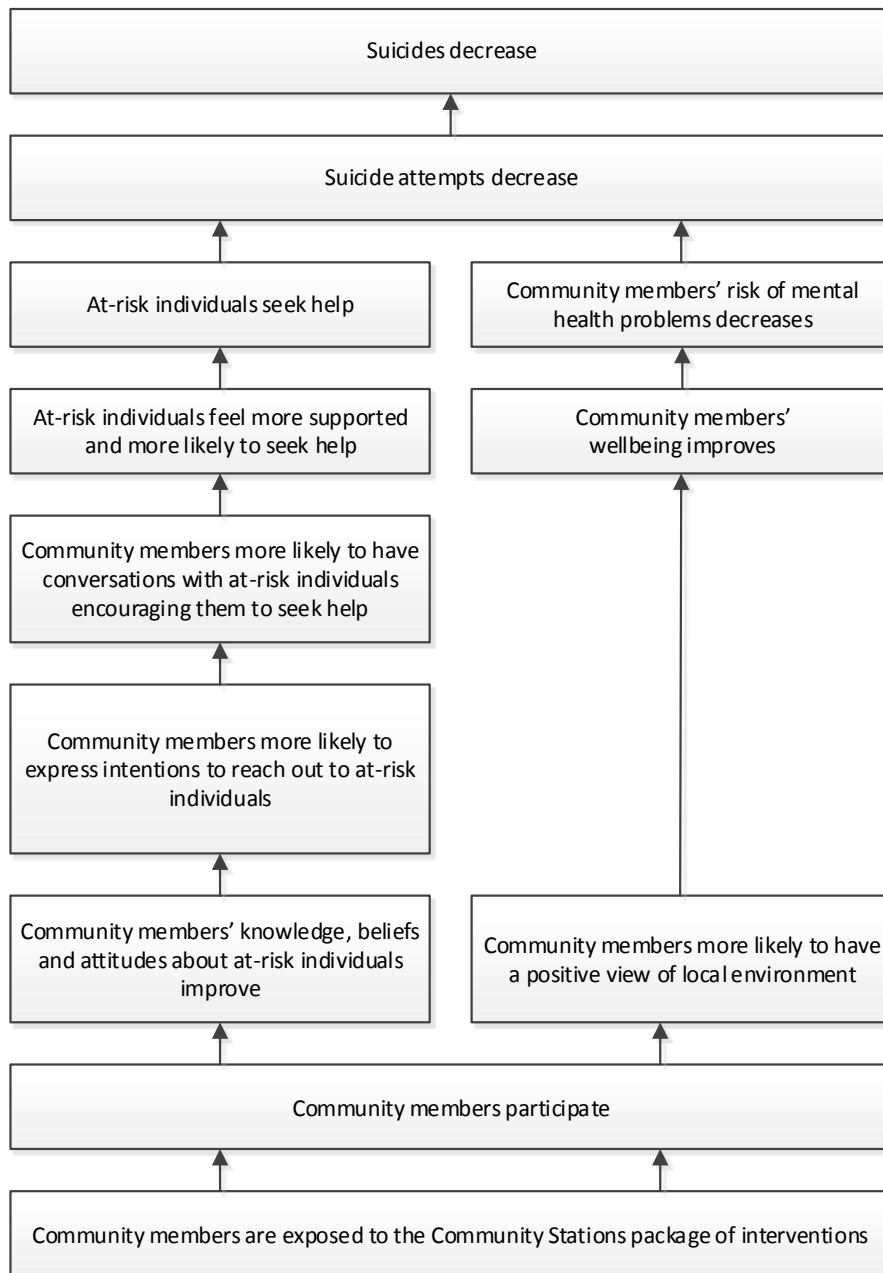 Suicides decrease
Suicide attempts decrease
At-risk individuals seek help
Community members’ risk of mental
health problems decreases
At-risk individuals feel more supported
and more likely to seek help
Community members’
wellbeing improves
Community members more likely to have
conversations with at-risk individuals
encouraging them to seek help
Community members more likely to
express intentions to reach out to at-risk
individuals
Community members’ knowledge, beliefs
and attitudes about at-risk individuals
improve
Community members more likely to have
a positive view of local environment
Community members participate
Community members are exposed to the Community Stations package of interventions